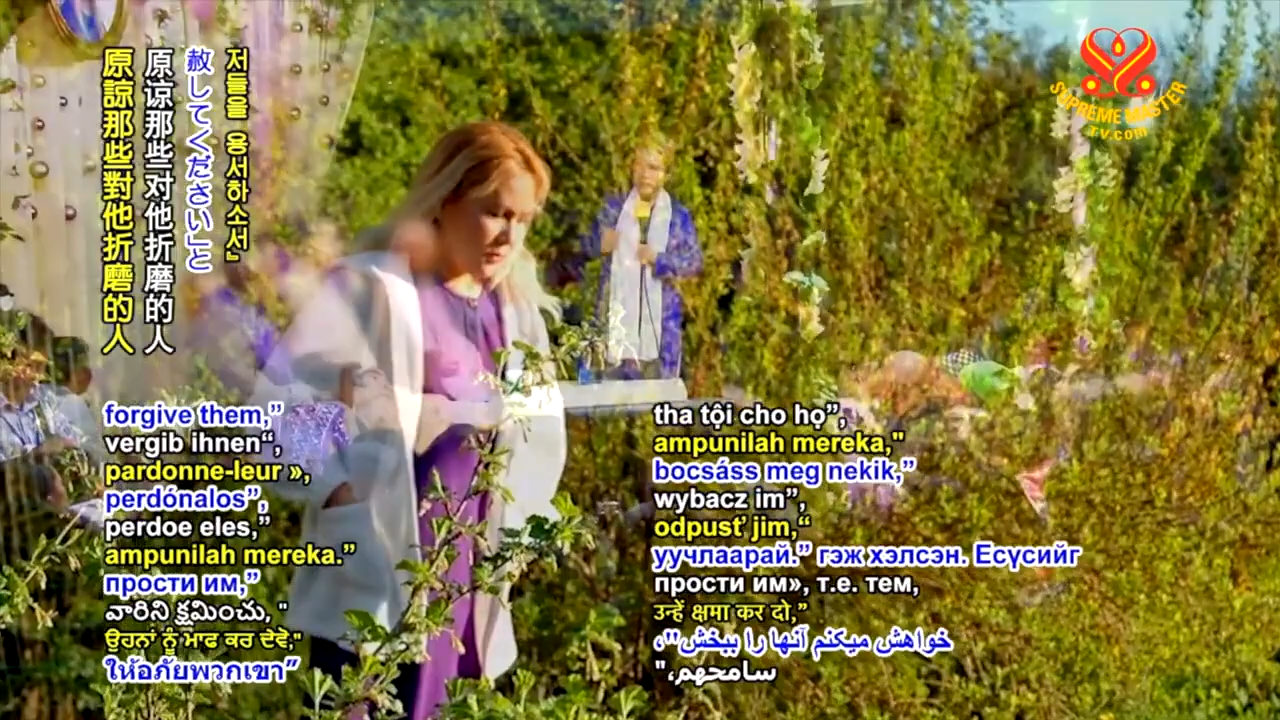 저들을 용서하소서』
赦してください」と
原谅那些对他折磨的人
原諒那些對他折磨的人
SUPREME MASTER
TV.COM
forgive them,”
vergib ihnen“,
pardonne-leur »,
perdónalos”,
perdoe eles,”
ampunilah mereka.”
прости им,”
వారిని క్షమించు, "
ਉਹਨਾਂ ਨੂੰ ਮਾਫ ਕਰ ਦੇਵੋ,"
ให้อภัยพวกเขา”
tha tội cho họ”,
ampunilah mereka,"
bocsáss meg nekik,”
wybacz im”,
odpusť jim,“
уучлаарай.” гэж хэлсэн. Есүсийг
прости им», т.е. тем,
उन्हें क्षमा कर दो,”
خواهش میکنم آنها را ببخش"،
سامحهم،"